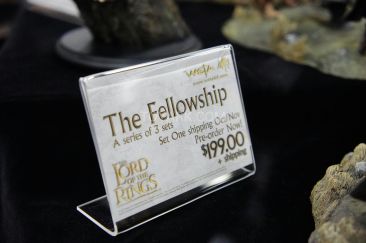 The Fellowship
A series of 3 sets
Set One shipping Oct/Nov
Pre-order Now
$199.00
+ shipping
THE
LORD
OF THE
RINGS